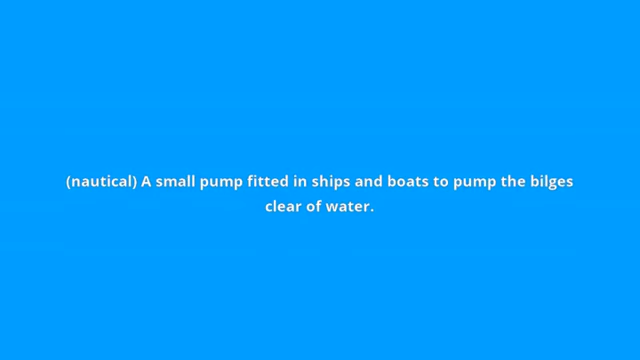 (nautical) A small pump fitted in ships and boats to pump the bilges
clear of water.